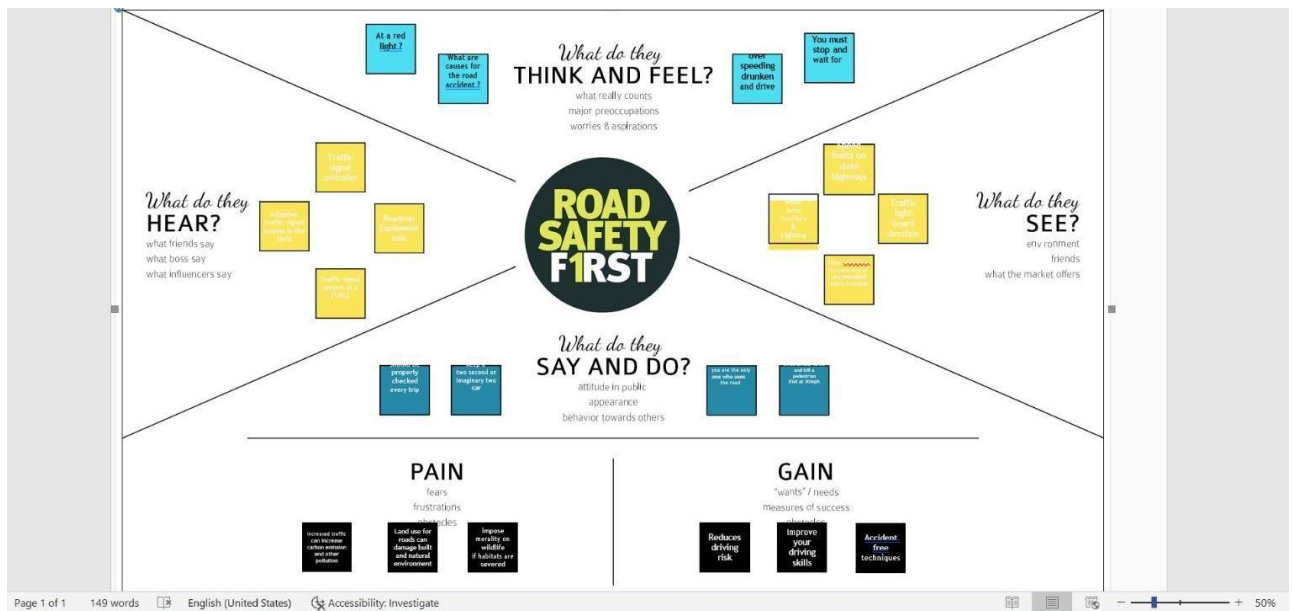 At a red
light ?
What are
causes for
the road
accident ?
What do they
THINK AND FEEL?
what really counts
major preoccupations
worries & aspirations
over
speeding
drunken
and drive
You must
stop and
wait for
What do they
HEAR?
what friends say
what boss say
what influencers say
Traffic
signal
controller
Adaptive
traffic signal
system in the
field
Roadside
Equipment
unit
Traffic signal
system at a
(TMC)
ROAD
SAFETY
F1RST
speed
limits on
state
highways
Lighting
Traffic
light
board
direction
What do they
SEE?
env ronment
friends
what the market offers
What do they
SAY AND DO?
attitude in public
appearance
behavior towards others
should be
properly
checked
every trip
keep a
two second or
imaginary two
car
you are the only
one who uses
the road
and kill a
pedestrian
that at 30mph
PAIN
fears
frustrations
obstacles
Increased traffic
can increase
carbon emission
and other
pollution
Land use for
roads can
damage built
and natural
environment
Impose
morality on
wildlife
if habitats are
severed
GAIN
"wants" / needs
measures of success
obstacles
Reduces
driving
risk
Improve
your
driving
skills
Accident
free
techniques
Page 1 of 1 149 words English (United States) Accessibility: Investigate 50%